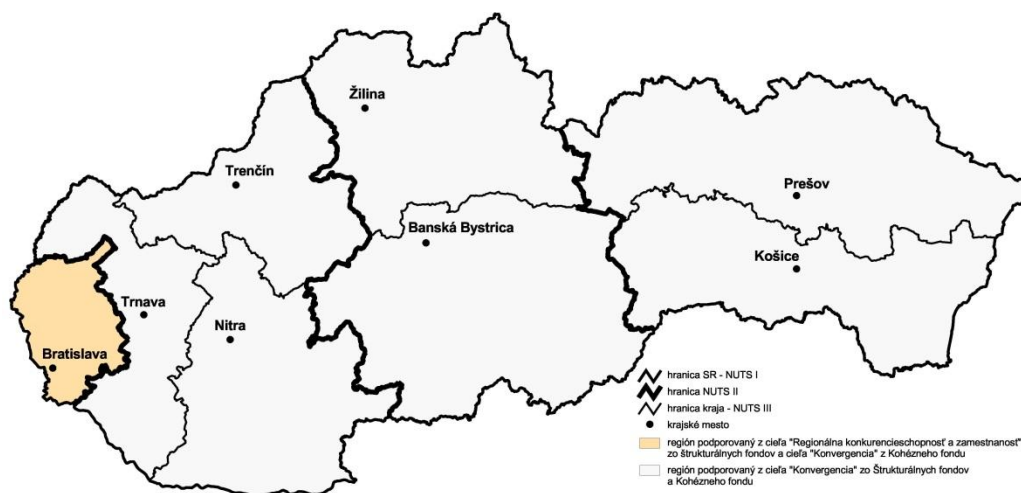 Žilina
Trenčín
Prešov
Banská Bystrica
Košice
Trnava
Nitra
Bratislava
hranica SR - NUTS I
hranica NUTS II
hranica kraja - NUTS III
krajské mesto
región podporovaný z cieľa "Regionálna konkurencieschopnosť a zamestnanosť"
zo štrukturálnych fondov a cieľa "Konvergencia" z Kohézneho fondu
región podporovaný z cieľa "Konvergencia" zo Štrukturálnych fondov
a Kohézneho fondu